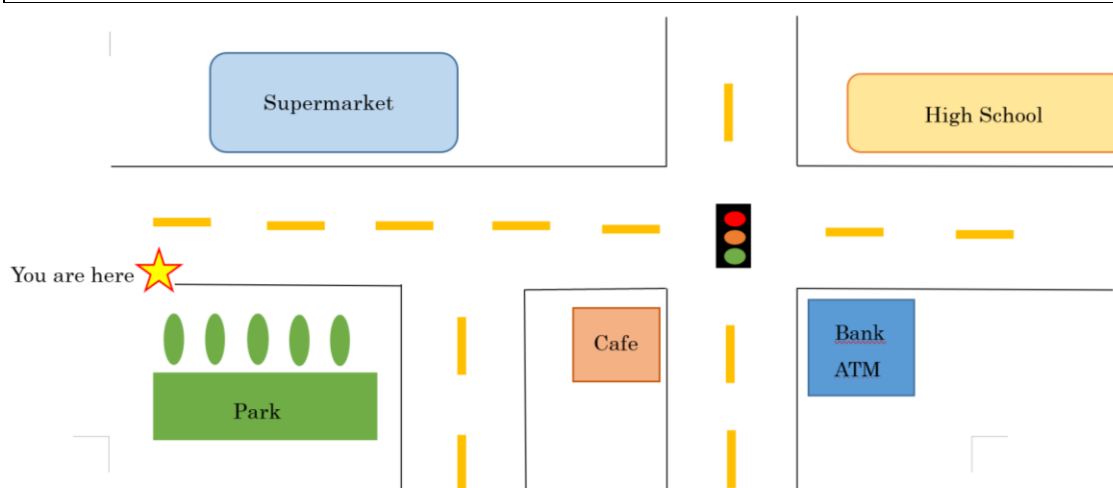 Supermarket
High School
You are here
Cafe
Bank
ATM
Park